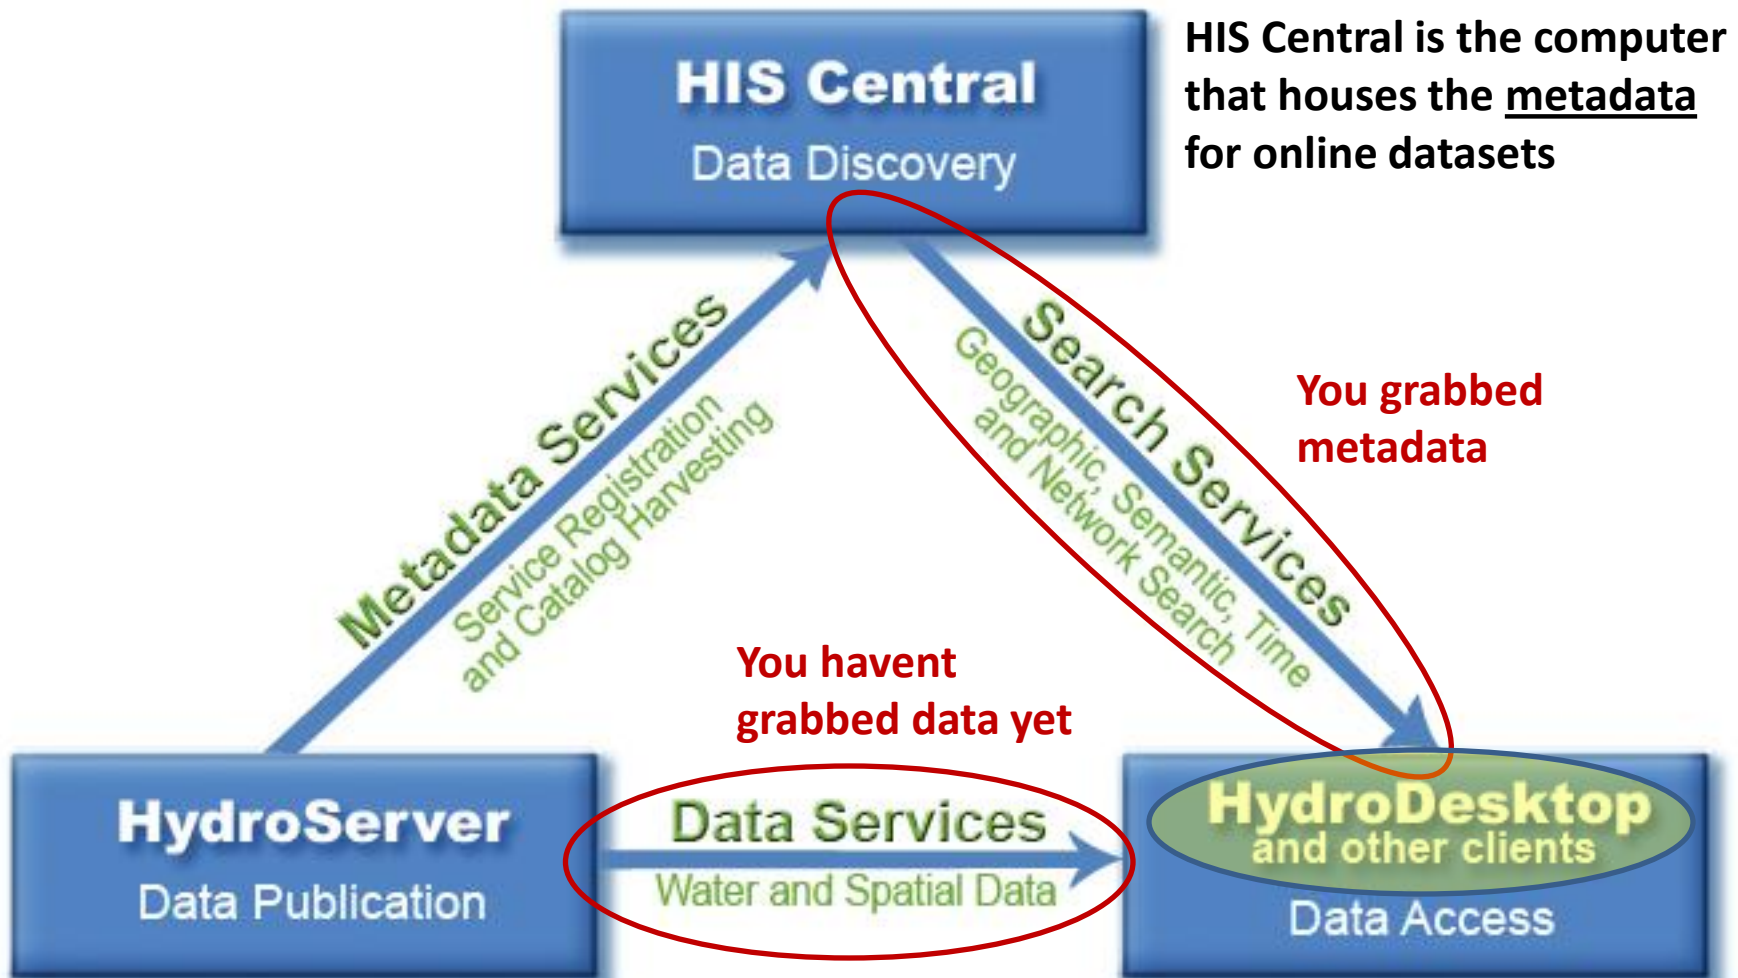 HIS Central
Data Discovery
HIS Central is the computer
that houses the metadata
for online datasets
Metadata Services
Service Registration
and Catalog Harvesting
Search Services
Geographic, Semantic, Time
and Network Search
You grabbed
metadata
You havent
grabbed data yet
HydroServer
Data Publication
Data Services
Water and Spatial Data
HydroDesktop
and other clients
Data Access